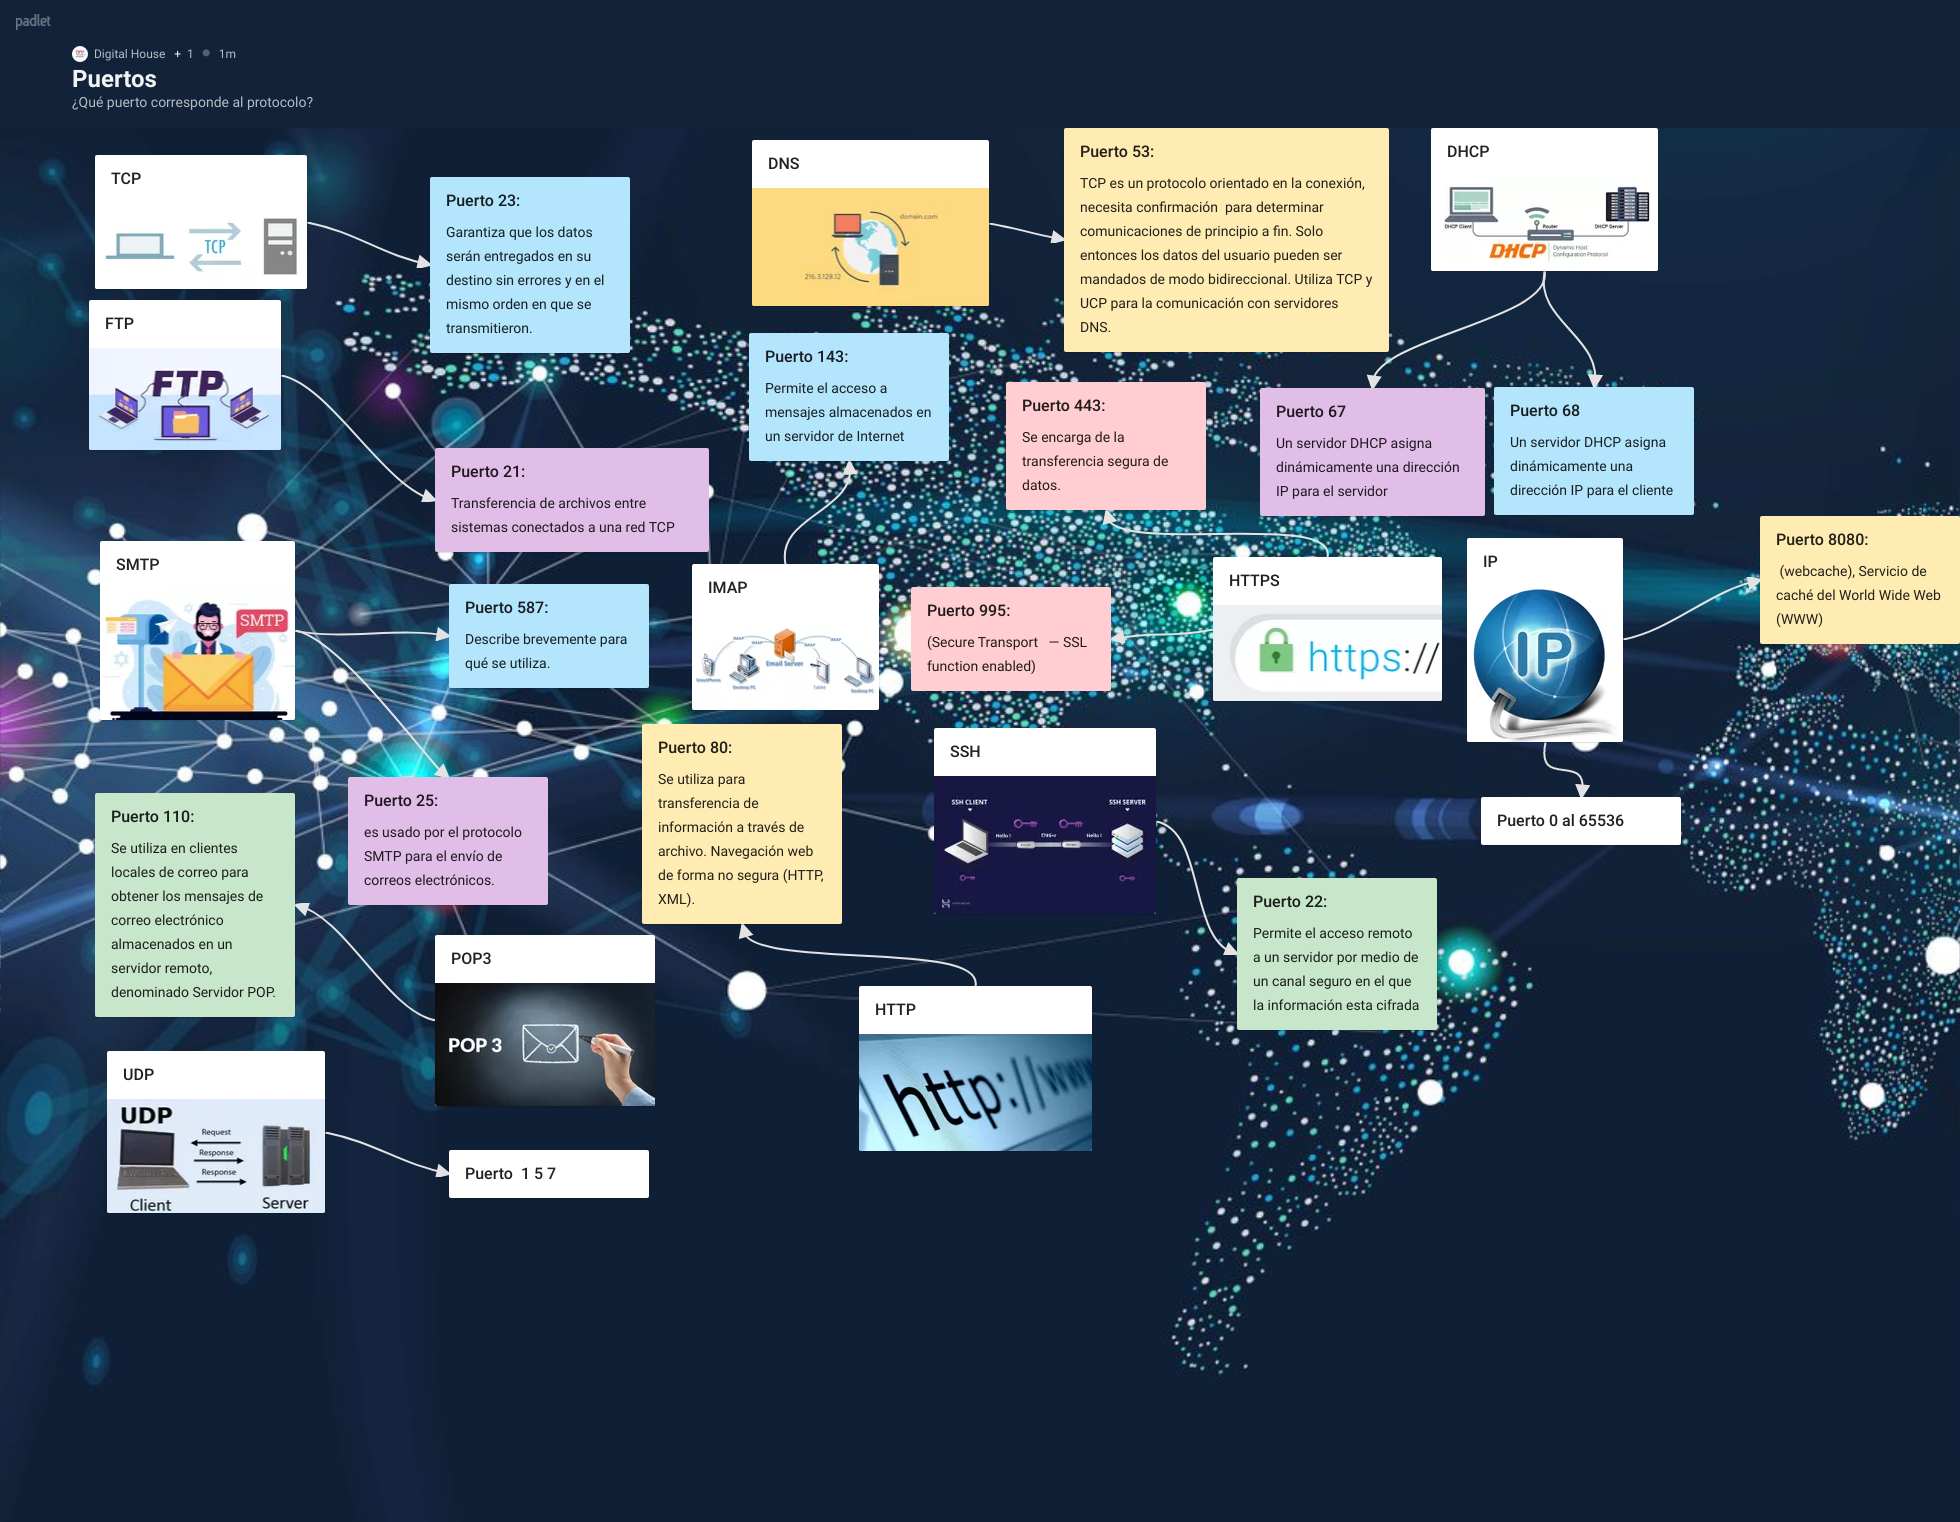 padlet
Digital House + 1 1m
Puertos
¿Qué puerto corresponde al protocolo?
TCP
TCP
Puerto 23:
Garantiza que los datos
serán entregados en su
destino sin errores y en el
mismo orden en que se
transmitieron.
DNS
domain.com
216.3.128.12
Puerto 53:
TCP es un protocolo orientado en la conexión,
necesita confirmación para determinar
comunicaciones de principio a fin. Solo
entonces los datos del usuario pueden ser
mandados de modo bidireccional. Utiliza TCP y
UCP para la comunicación con servidores
DNS.
DHCP
DHCP Client
Router
DHCP Server
DHCP
Dynamic Host
Configuration Protocol
FTP
FTP
Puerto 143:
Permite el acceso a
mensajes almacenados en
un servidor de Internet
Puerto 443:
Se encarga de la
transferencia segura de
datos.
Puerto 67
Un servidor DHCP asigna
dinámicamente una dirección
IP para el servidor
Puerto 68
Un servidor DHCP asigna
dinámicamente una
dirección IP para el cliente
Puerto 21:
Transferencia de archivos entre
sistemas conectados a una red TCP
SMTP
SMTP
Puerto 587:
Describe brevemente para
qué se utiliza.
IMAP
IMAP
IMAP
IMAP
IMAP
Email Server
SmartPhone
Desktop PC
Tablet
Desktop PC
Puerto 995:
(Secure Transport — SSL
function enabled)
HTTPS
https://
IP
IP
Puerto 8080:
(webcache), Servicio de
caché del World Wide Web
(WWW)
Puerto 0 al 65536
Puerto 110:
Se utiliza en clientes
locales de correo para
obtener los mensajes de
correo electrónico
almacenados en un
servidor remoto,
denominado Servidor POP.
Puerto 25:
es usado por el protocolo
SMTP para el envío de
correos electrónicos.
Puerto 80:
Se utiliza para
transferencia de
información a través de
archivo. Navegación web
de forma no segura (HTTP,
XML).
SSH
SSH CLIENT
SSH SERVER
Hello !
Hello !
Puerto 22:
Permite el acceso remoto
a un servidor por medio de
un canal seguro en el que
la información esta cifrada
POP3
POP 3
HTTP
http://www
UDP
UDP
Request
Response
Response
Client
Server
Puerto 1 5 7